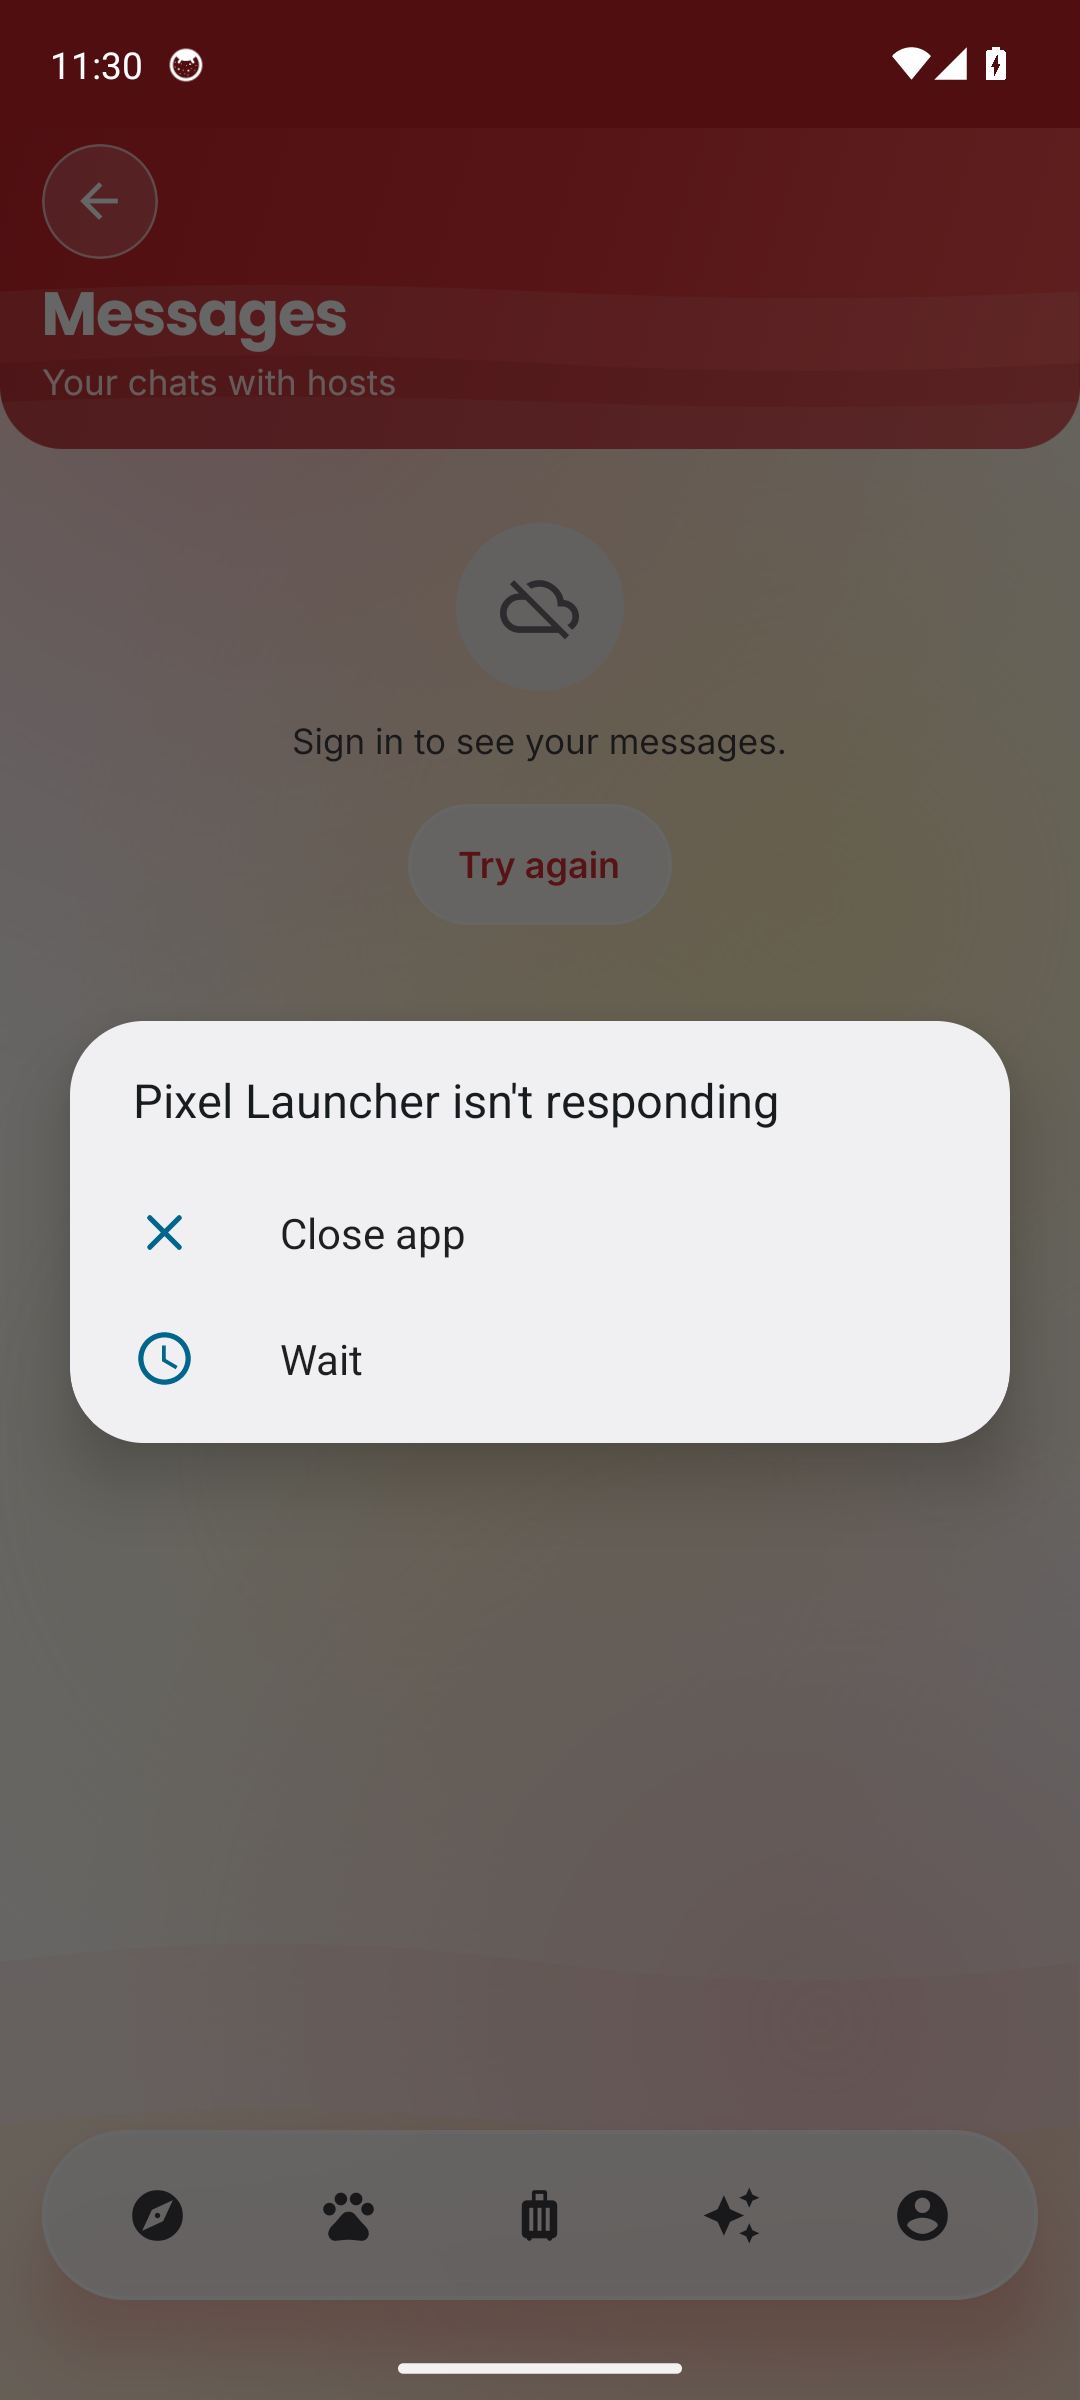 11:30
Messages
Your chats with hosts
Sign in to see your messages.
Try again
Pixel Launcher isn't responding
Close app
Wait